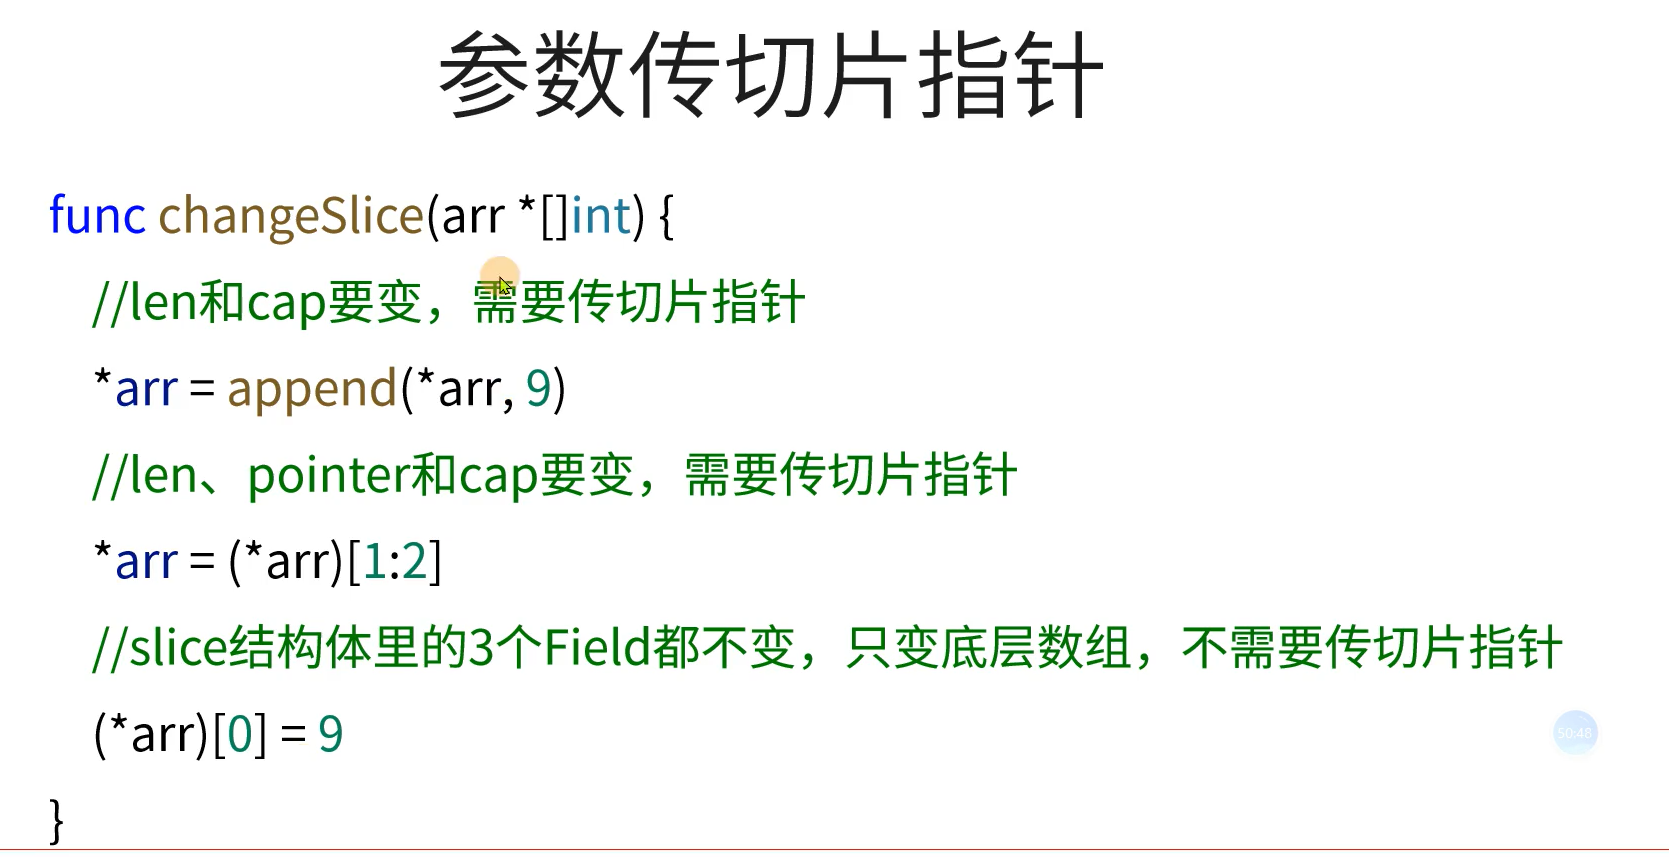 参数传切片指针
func changeSlice(arr *[]int) {
//len和cap要变，需要传切片指针
*arr = append(*arr, 9)
//len、pointer和cap要变，需要传切片指针
*arr = (*arr)[1:2]
//slice结构体里的3个Field都不变，只变底层数组，不需要传切片指针
(*arr)[0] = 9
50:48
}